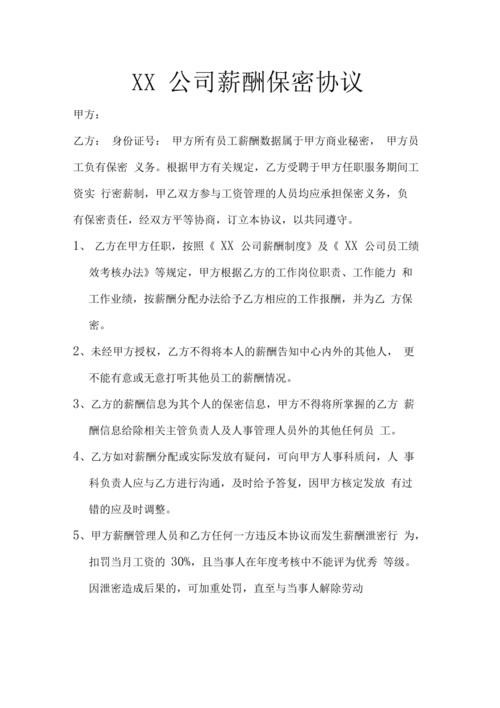 XX 公司薪酬保密协议
甲方：
乙方： 身份证号： 甲方所有员工薪酬数据属于甲方商业秘密， 甲方员
工负有保密 义务。根据甲方有关规定，乙方受聘于甲方任职服务期间工
资实 行密薪制，甲乙双方参与工资管理的人员均应承担保密义务，负
有保密责任，经双方平等协商，订立本协议，以共同遵守。
1、 乙方在甲方任职，按照《 XX 公司薪酬制度》及《 XX 公司员工绩
效考核办法》等规定，甲方根据乙方的工作岗位职责、工作能力 和
工作业绩，按薪酬分配办法给予乙方相应的工作报酬，并为乙 方保
密。
2、未经甲方授权，乙方不得将本人的薪酬告知中心内外的其他人， 更
不能有意或无意打听其他员工的薪酬情况。
3、乙方的薪酬信息为其个人的保密信息，甲方不得将所掌握的乙方 薪
酬信息给除相关主管负责人及人事管理人员外的其他任何员 工。
4、乙方如对薪酬分配或实际发放有疑问，可向甲方人事科质问，人 事
科负责人应与乙方进行沟通，及时给予答复，因甲方核定发放 有过
错的应及时调整。
5、甲方薪酬管理人员和乙方任何一方违反本协议而发生薪酬泄密行 为，
扣罚当月工资的 30%，且当事人在年度考核中不能评为优秀 等级。
因泄密造成后果的，可加重处罚，直至与当事人解除劳动